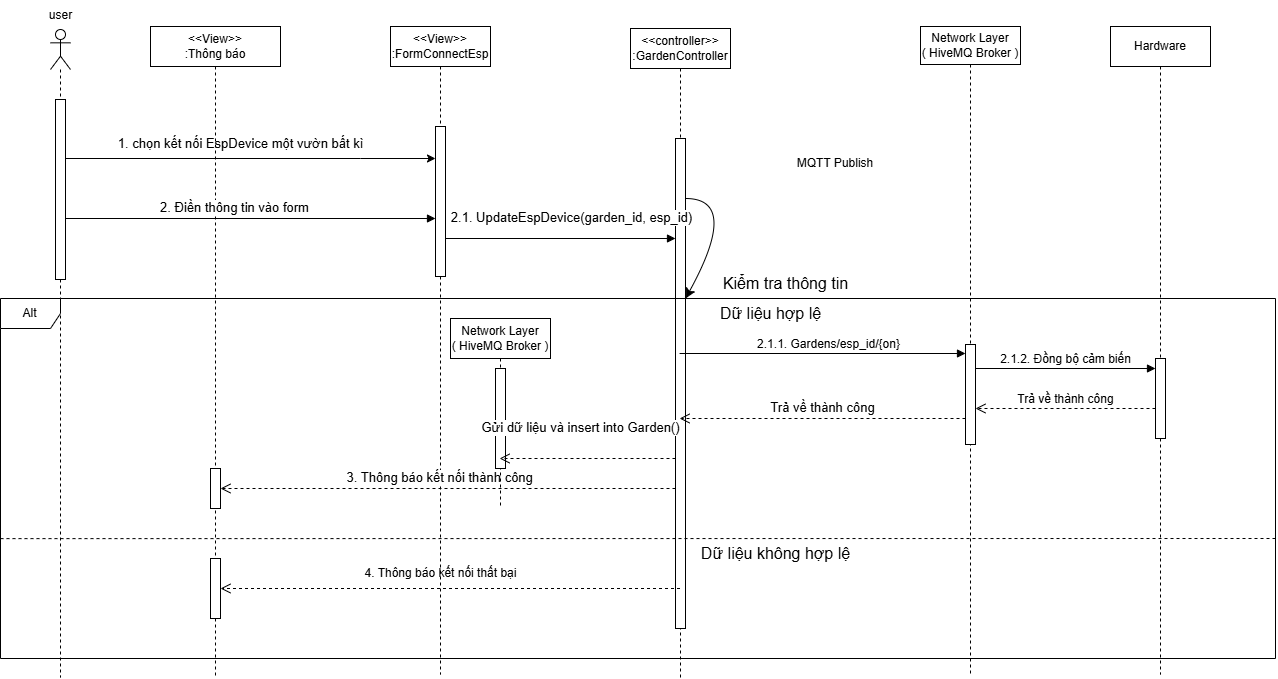 user
<<View>>
:Thông báo
<<View>>
:FormConnectEsp
<<controller>>
:GardenController
Network Layer
( HiveMQ Broker )
Hardware
1. chọn kết nối EspDevice một vườn bất kì
MQTT Publish
2. Điền thông tin vào form
2.1. UpdateEspDevice(garden_id, esp_id)
Kiểm tra thông tin
Alt
Dữ liệu hợp lệ
Network Layer
( HiveMQ Broker )
2.1.1. Gardens/esp_id/{on}
2.1.2. Đồng bộ cảm biến
Trả về thành công
Trả về thành công
Gửi dữ liệu và insert into Garden()
3. Thông báo kết nối thành công
Dữ liệu không hợp lệ
4. Thông báo kết nối thất bại